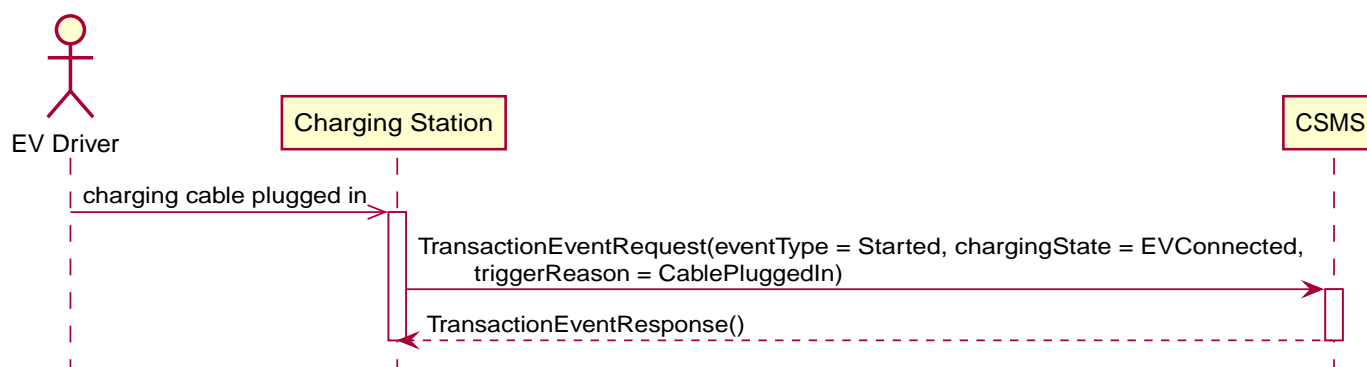 EV Driver
Charging Station
CSMS
charging cable plugged in
TransactionEventRequest(eventType = Started, chargingState = EVConnected,
triggerReason = CablePluggedIn)
TransactionEventResponse()